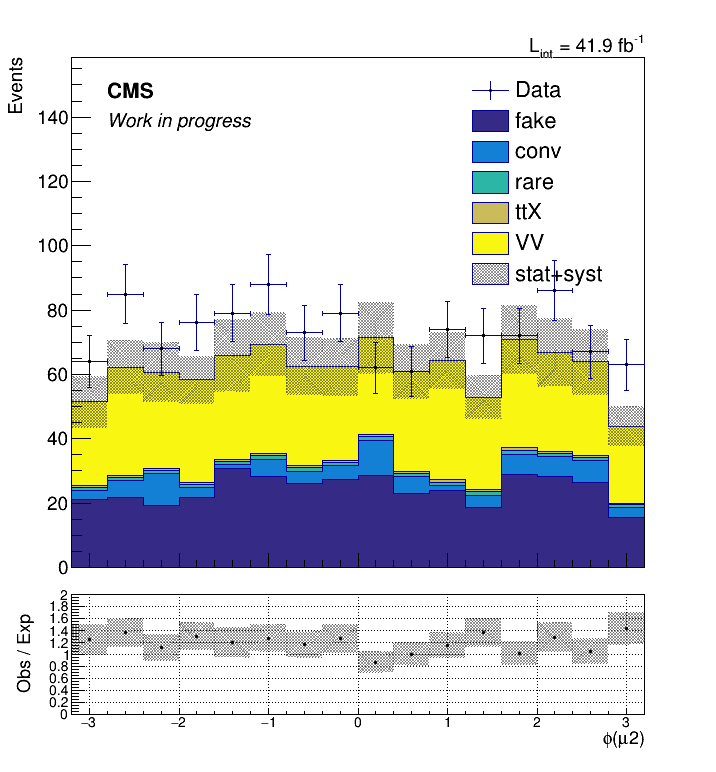 L_int = 41.9 fb^-1
Events
CMS
Work in progress
Data
fake
conv
rare
ttX
VV
stat+syst
140
120
100
80
60
40
20
0
Obs / Exp
2
1.8
1.6
1.4
1.2
1
0.8
0.6
0.4
0.2
0
−3 −2 −1 0 1 2 3
ϕ(μ2)